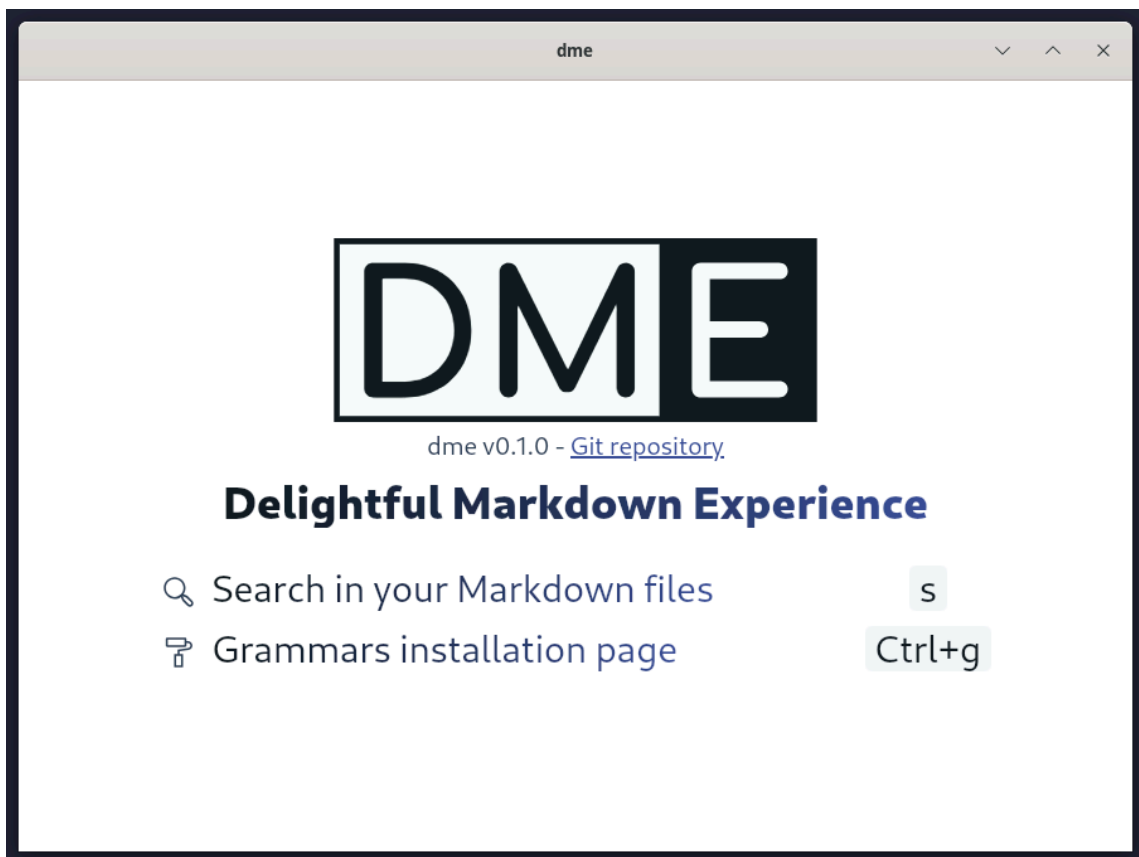 dme
DME
dme v0.1.0 - Git repository
Delightful Markdown Experience
Search in your Markdown files s
Grammars installation page Ctrl+g